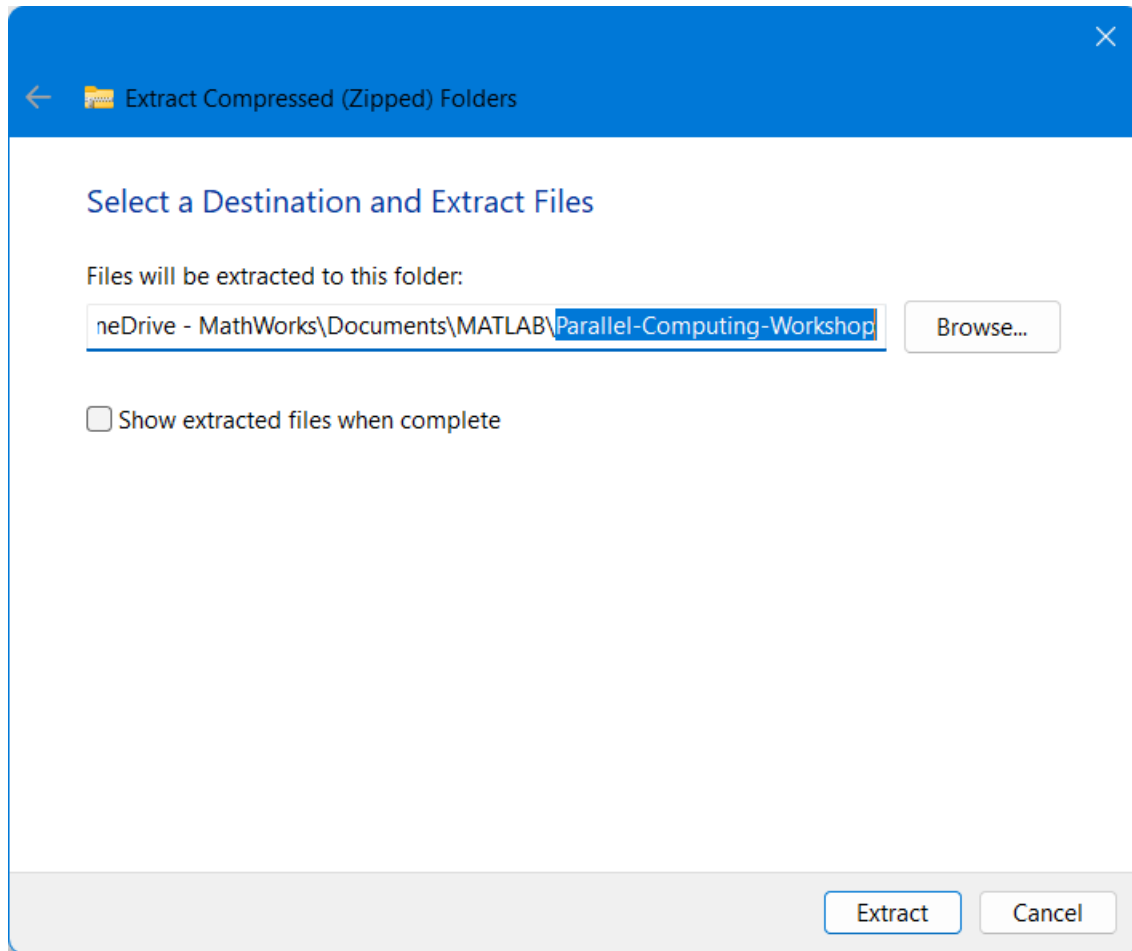 Extract Compressed (Zipped) Folders
Select a Destination and Extract Files
Files will be extracted to this folder:
neDrive - MathWorks\Documents\MATLAB\Parallel-Computing-Workshop
Browse...
Show extracted files when complete
Extract
Cancel